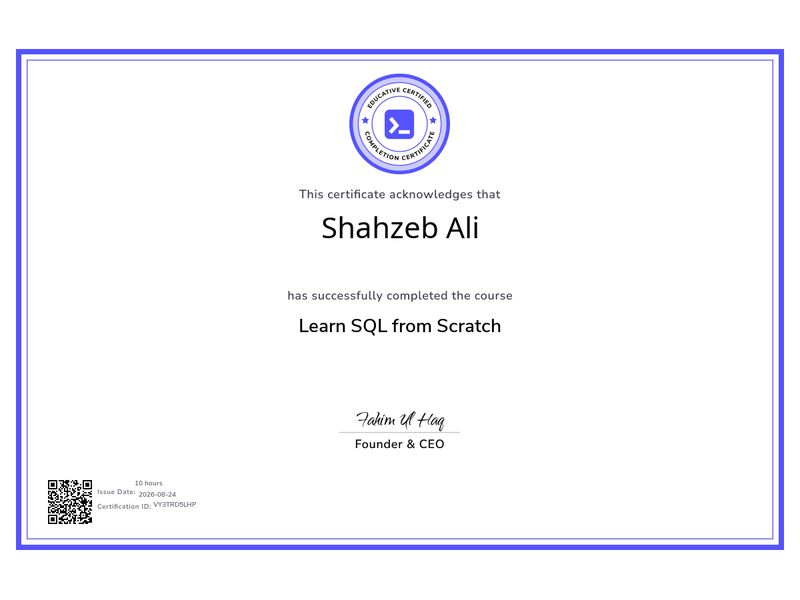 EDUCATIVE CERTIFIED
COMPLETION CERTIFICATE
This certificate acknowledges that
Shahzeb Ali
has successfully completed the course
Learn SQL from Scratch
Fahim Ul Haq
Founder & CEO
10 hours
Issue Date: 2026-08-24
Certification ID: VY3TRD5LHP